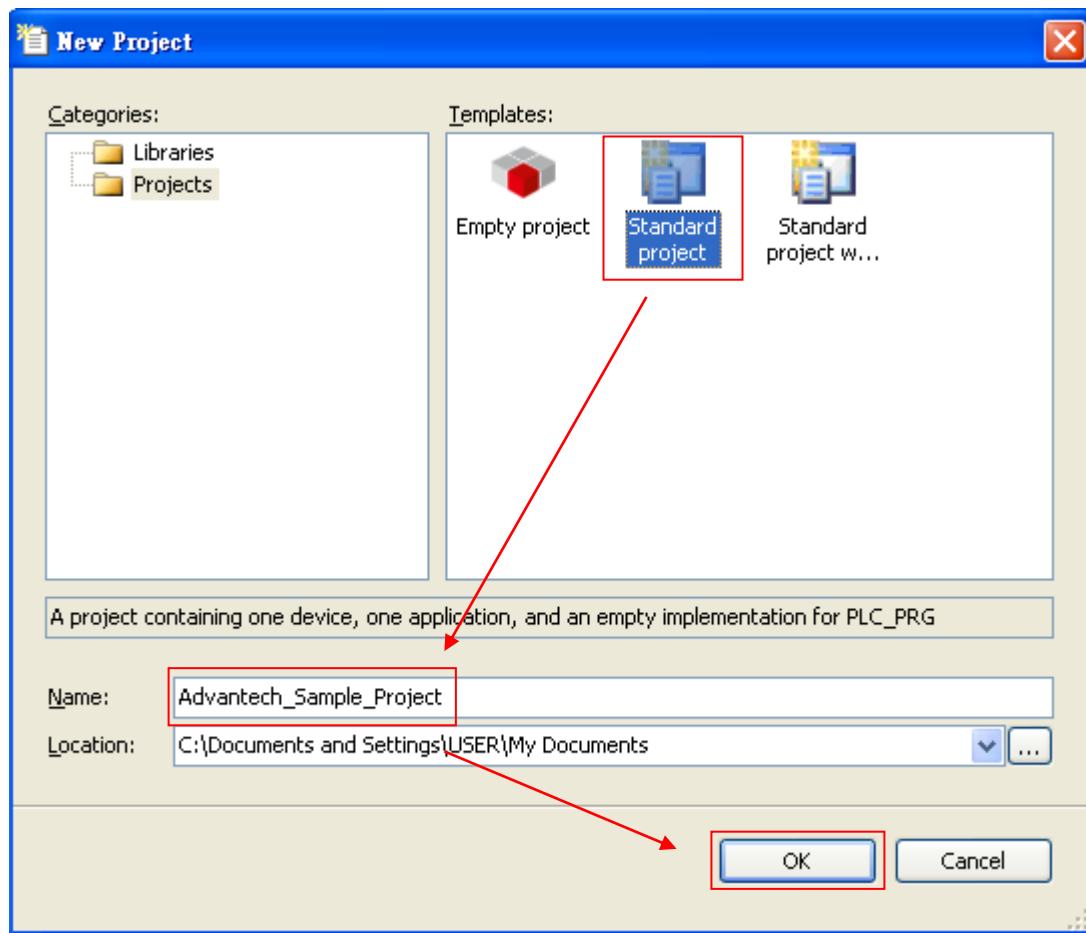 New Project
Categories:
Templates:
Libraries
Projects
Empty project
Standard
project
Standard
project w...
A project containing one device, one application, and an empty implementation for PLC_PRG
Name:
Advantech_Sample_Project
Location:
C:\Documents and Settings\USER\My Documents
...
OK
Cancel